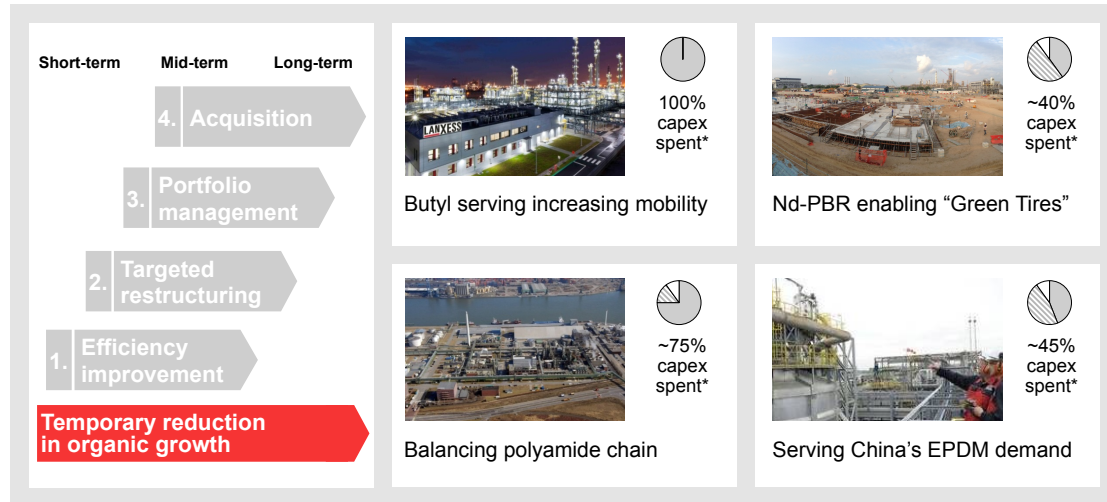 Short-term Mid-term Long-term
4. Acquisition
3. Portfolio
management
2. Targeted
restructuring
1. Efficiency
improvement
Temporary reduction
in organic growth
LANXESS
100%
capex
spent*
Butyl serving increasing mobility
~40%
capex
spent*
Nd-PBR enabling “Green Tires”
~75%
capex
spent*
Balancing polyamide chain
~45%
capex
spent*
Serving China’s EPDM demand